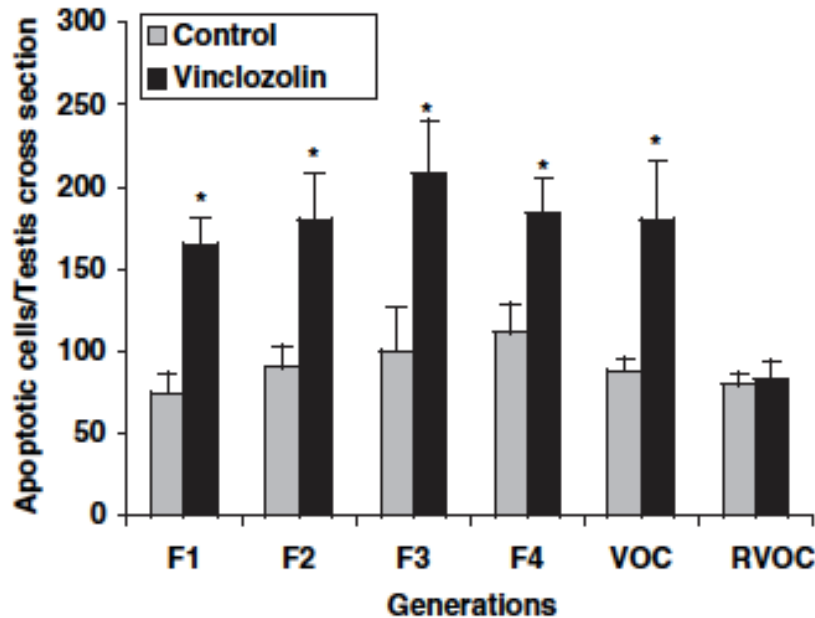 Apoptotic cells/Testis cross section
300
250
200
150
100
50
0
Control
Vinclozolin
*
*
*
*
*
F1 F2 F3 F4 VOC RVOC
Generations